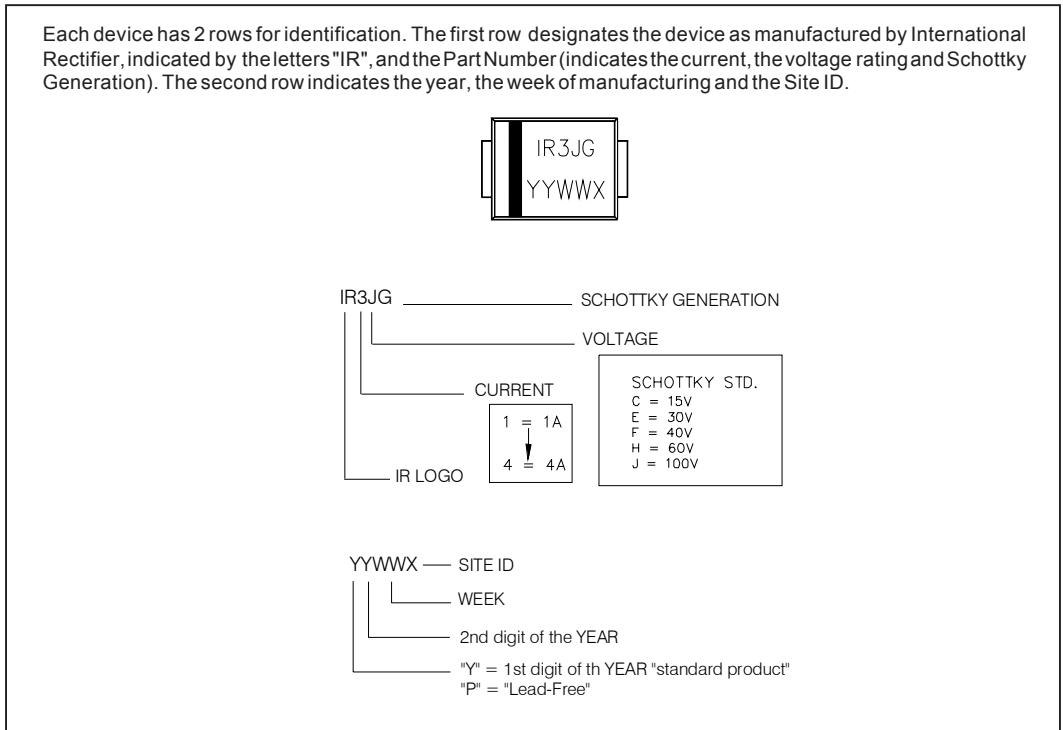 Each device has 2 rows for identification. The first row designates the device as manufactured by International
Rectifier, indicated by the letters "IR", and the Part Number (indicates the current, the voltage rating and Schottky
Generation). The second row indicates the year, the week of manufacturing and the Site ID.
IR3JG
YYWWX
IR3JG
SCHOTTKY GENERATION
VOLTAGE
CURRENT
1 = 1A
4 = 4A
SCHOTTKY STD.
C = 15V
E = 30V
F = 40V
H = 60V
J = 100V
IR LOGO
YYWWX
SITE ID
WEEK
2nd digit of the YEAR
"Y" = 1st digit of th YEAR "standard product"
"P" = "Lead-Free"